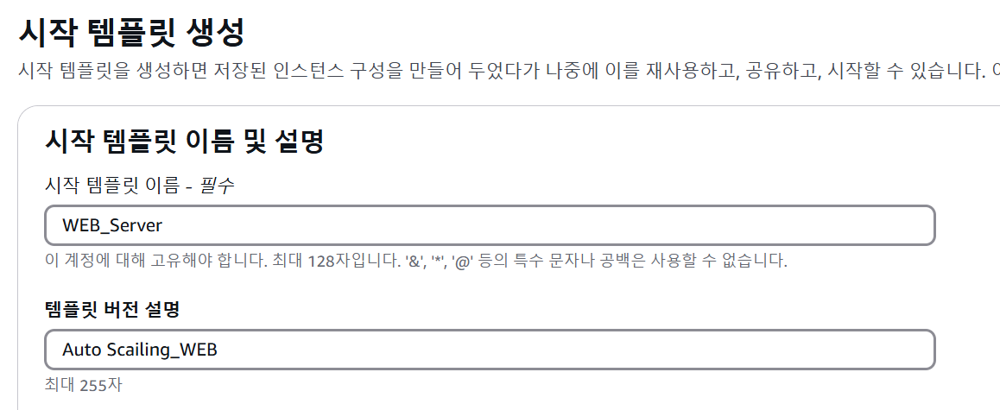 시작 템플릿 생성
시작 템플릿을 생성하면 저장된 인스턴스 구성을 만들어 두었다가 나중에 이를 재사용하고, 공유하고, 시작할 수 있습니다.
시작 템플릿 이름 및 설명
시작 템플릿 이름 - 필수
WEB_Server
이 계정에 대해 고유해야 합니다. 최대 128자입니다. '&', '*', '@' 등의 특수 문자나 공백은 사용할 수 없습니다.
템플릿 버전 설명
Auto Scailing_WEB
최대 255자